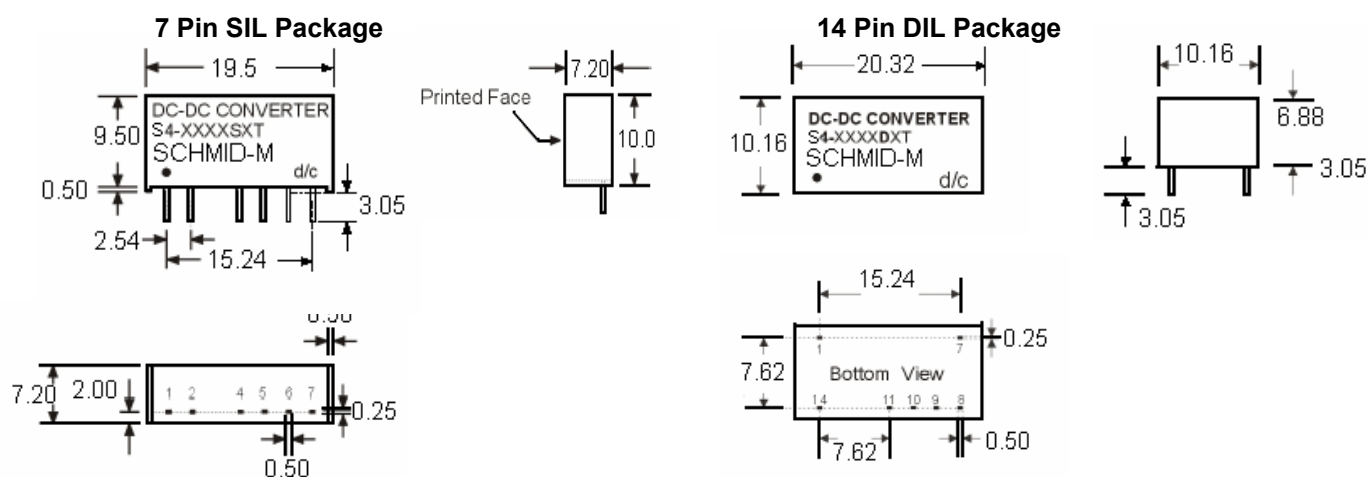 7 Pin SIL Package
19.5
9.50
0.50
DC-DC CONVERTER
S4-XXXXSXT
SCHMID-M
d/c
3.05
2.54
15.24
7.20
Printed Face
10.0
14 Pin DIL Package
20.32
10.16
DC-DC CONVERTER
S4-XXXXDXT
SCHMID-M
d/c
10.16
6.88
3.05
3.05
7.20
2.00
1 2 4 5 6 7
0.25
0.50
15.24
0.25
7.62
1 7
Bottom View
14 11 10 9 8
7.62
0.50